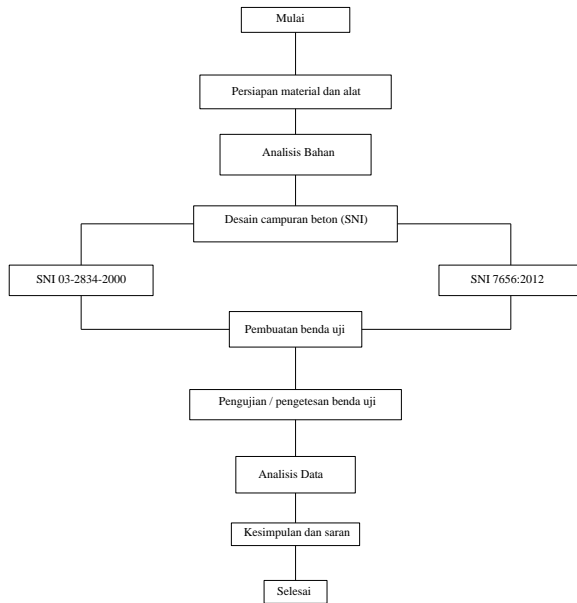 Mulai
Persiapan material dan alat
Analisis Bahan
Desain campuran beton (SNI)
SNI 03-2834-2000
SNI 7656:2012
Pembuatan benda uji
Pengujian / pengetesan benda uji
Analisis Data
Kesimpulan dan saran
Selesai